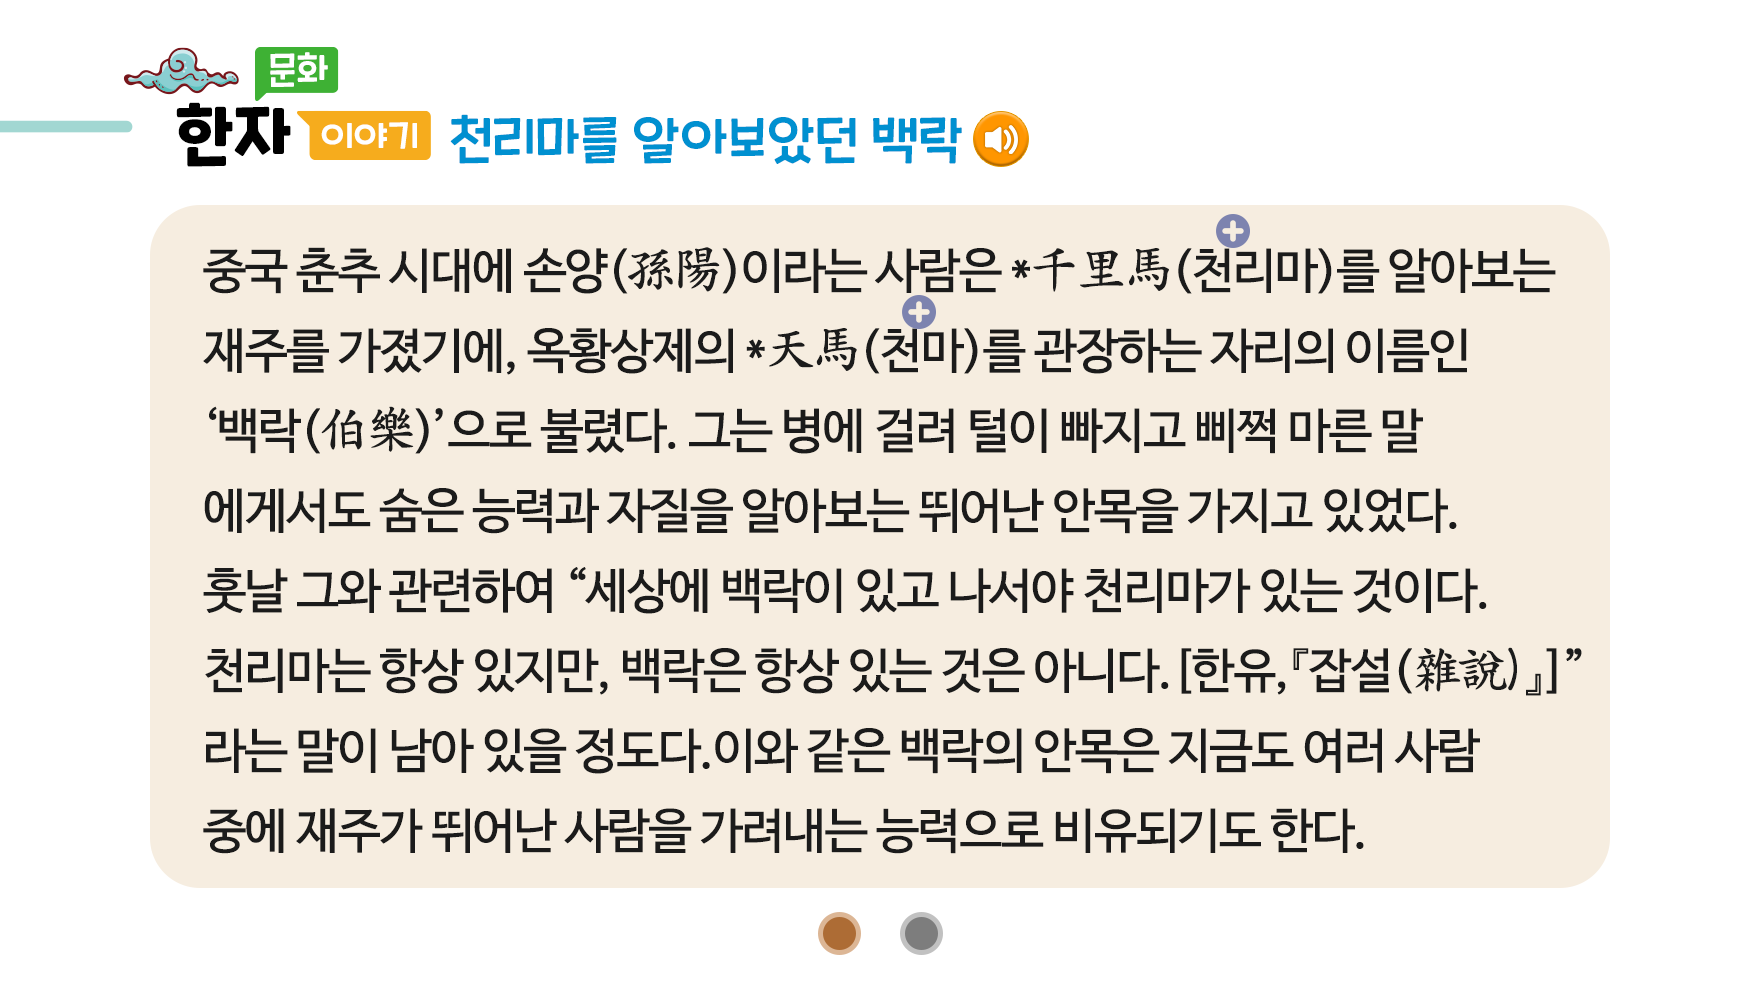 문화
한자 이야기 천리마를 알아보았던 백락
중국 춘추 시대에 손양(孫陽)이라는 사람은 *千里馬(천리마)를 알아보는
재주를 가졌기에, 옥황상제의 *天馬(천마)를 관장하는 자리의 이름인
‘백락(伯樂)’으로 불렸다. 그는 병에 걸려 털이 빠지고 삐쩍 마른 말
에게서도 숨은 능력과 자질을 알아보는 뛰어난 안목을 가지고 있었다.
훗날 그와 관련하여 “세상에 백락이 있고 나서야 천리마가 있는 것이다.
천리마는 항상 있지만, 백락은 항상 있는 것은 아니다. [한유,『잡설(雜說)』]”
라는 말이 남아 있을 정도다.이와 같은 백락의 안목은 지금도 여러 사람
중에 재주가 뛰어난 사람을 가려내는 능력으로 비유되기도 한다.